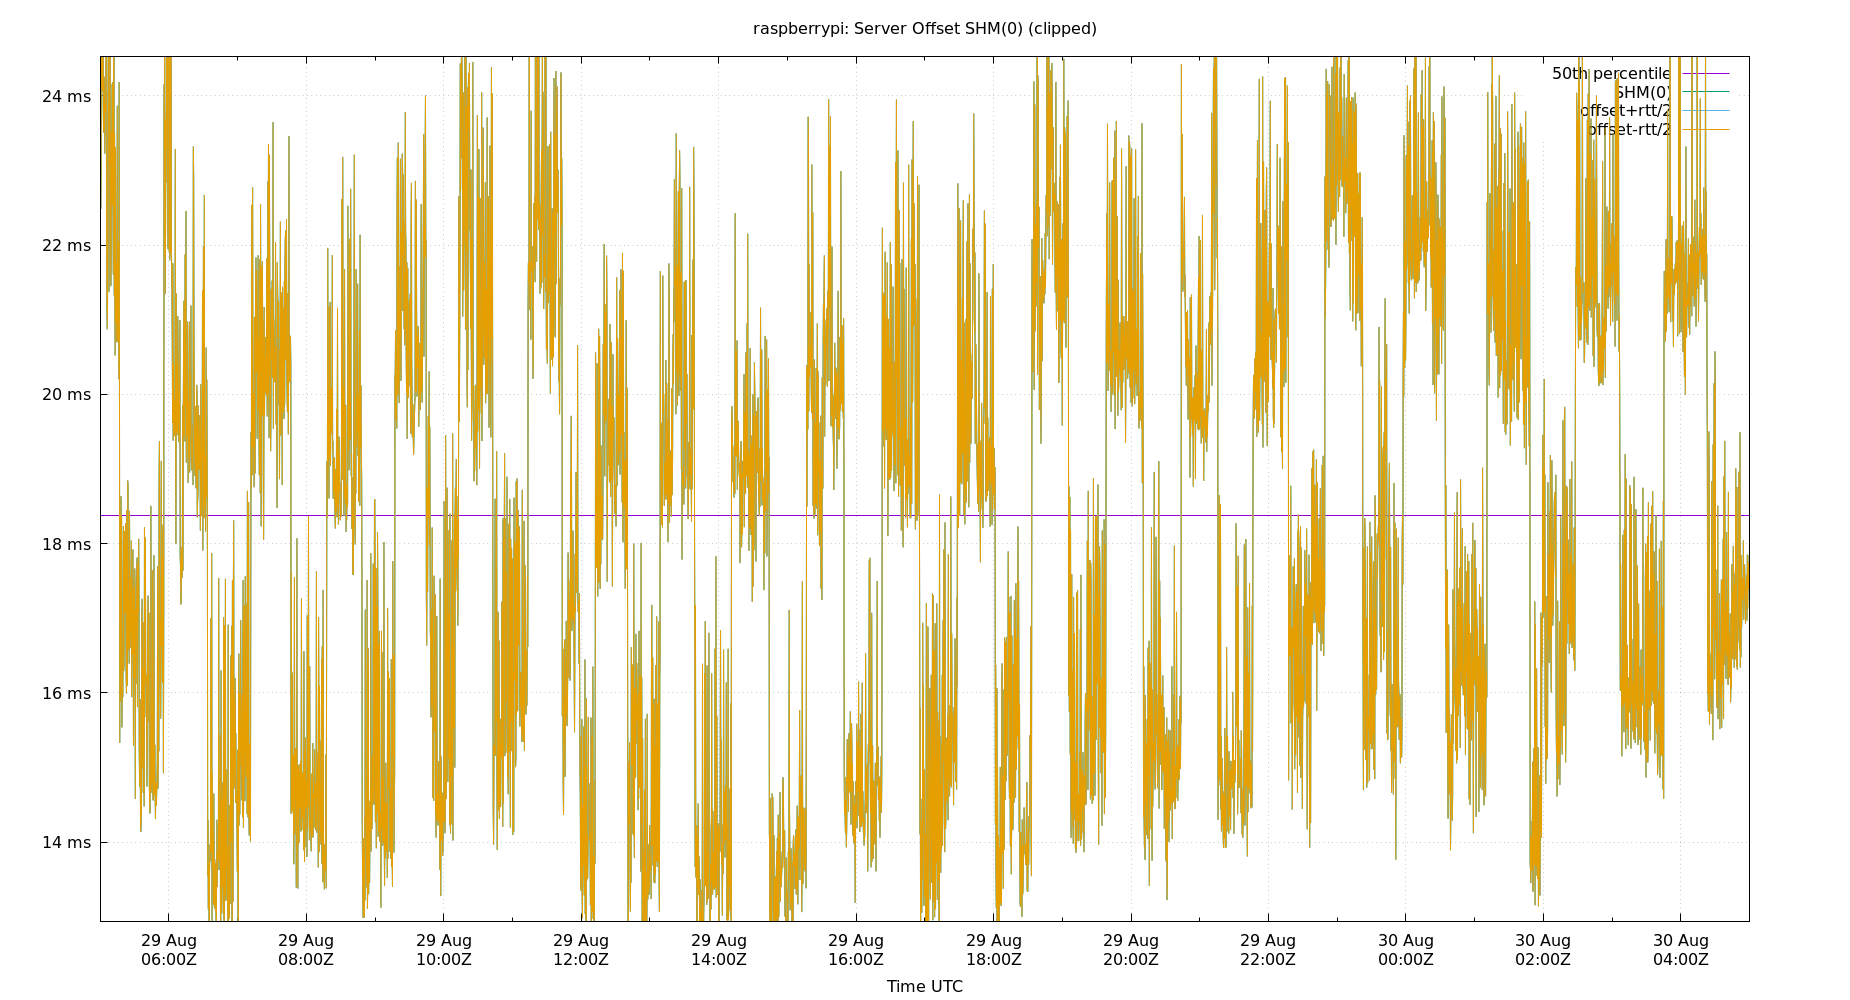 raspberrypi: Server Offset SHM(0) (clipped)
50th percentile
SHM(0)
offset+rtt/2
offset-rtt/2
24 ms
22 ms
20 ms
18 ms
16 ms
14 ms
29 Aug 29 Aug 29 Aug 29 Aug 29 Aug 29 Aug 29 Aug 29 Aug 29 Aug 30 Aug 30 Aug 30 Aug
06:00Z 08:00Z 10:00Z 12:00Z 14:00Z 16:00Z 18:00Z 20:00Z 22:00Z 00:00Z 02:00Z 04:00Z
Time UTC